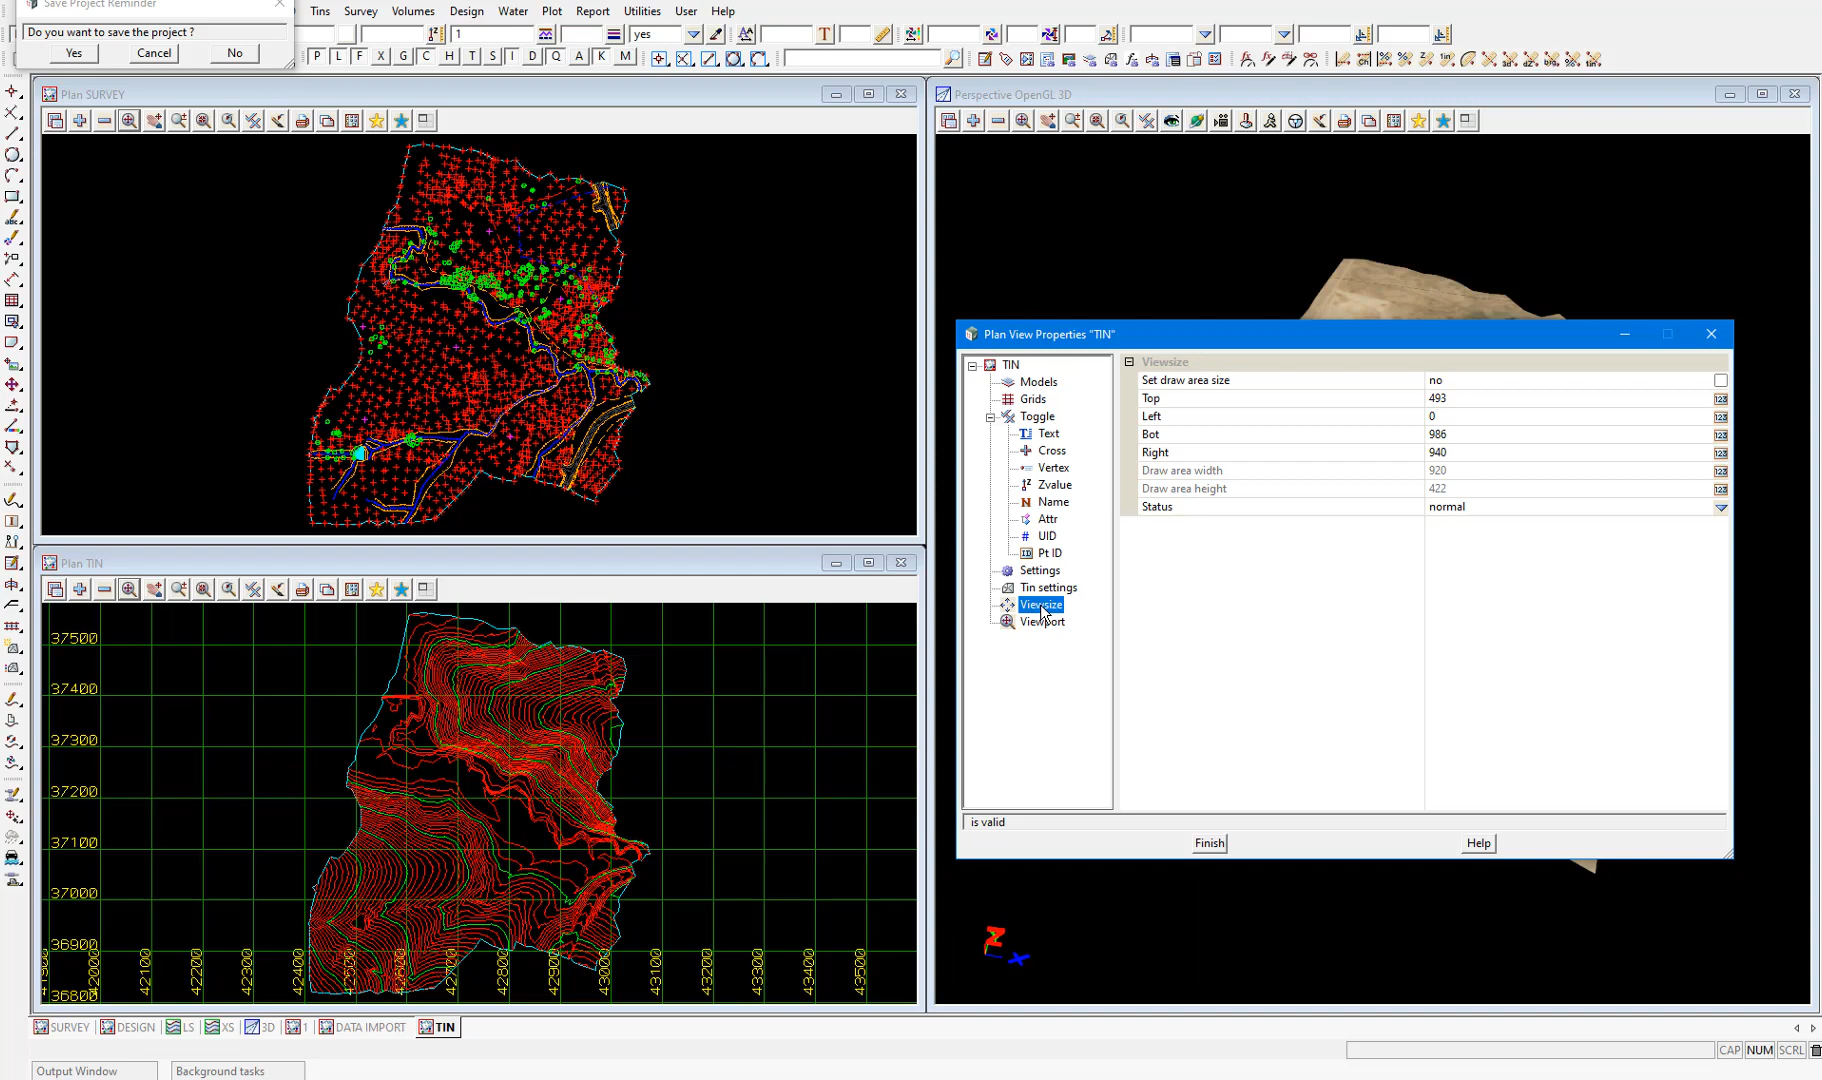 Save Project Reminder
Do you want to save the project ?
Yes Cancel No
Tins Survey Volumes Design Water Plot Report Utilities User Help
1 yes
P L F X G C H T S I D Q A K M
Plan SURVEY
Perspective OpenGL 3D
Plan View Properties "TIN"
TIN
Models
Grids
Toggle
Text
Cross
Vertex
Zvalue
Name
Attr
UID
Pt ID
Settings
Tin settings
Viewsize
Viewport
Viewsize
Set draw area size no
Top 493
Left 0
Bot 986
Right 940
Draw area width 920
Draw area height 422
Status normal
is valid
Finish Help
Plan TIN
37500
37400
37300
37200
37100
37000
36900
36800
42000 42100 42200 42300 42400 42500 42600 42700 42800 42900 43000 43100 43200 43300 43400 43500
Z X
SURVEY DESIGN LS XS 3D 1 DATA IMPORT TIN
CAP NUM SCRL
Output Window Background tasks